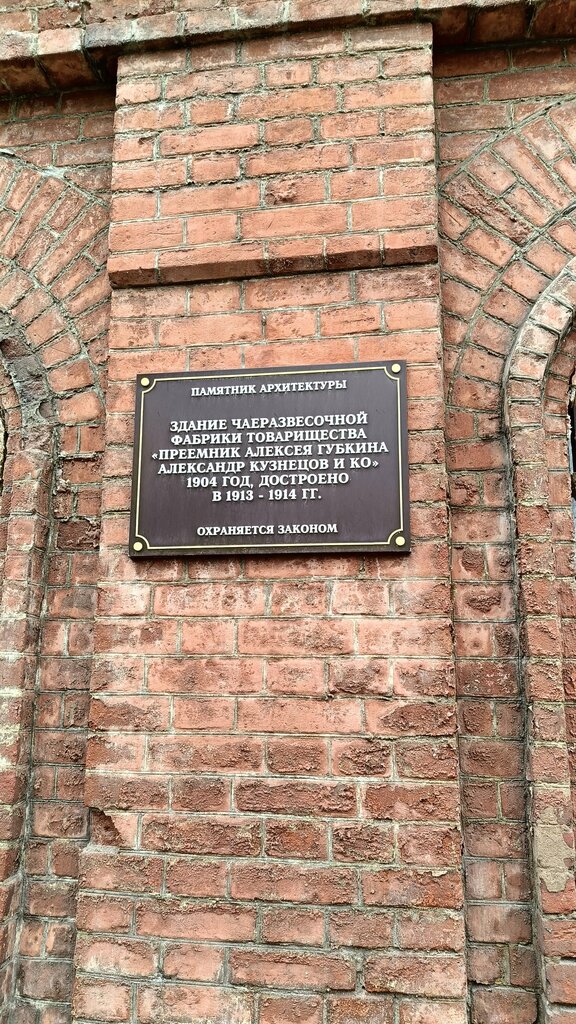 ПАМЯТНИК АРХИТЕКТУРЫ
ЗДАНИЕ ЧАЕРАЗВЕСОЧНОЙ
ФАБРИКИ ТОВАРИЩЕСТВА
«ПРЕЕМНИК АЛЕКСЕЯ ГУБКИНА
АЛЕКСАНДР КУЗНЕЦОВ И КО»
1904 ГОД, ДОСТРОЕНО
В 1913 - 1914 ГГ.
ОХРАНЯЕТСЯ ЗАКОНОМ